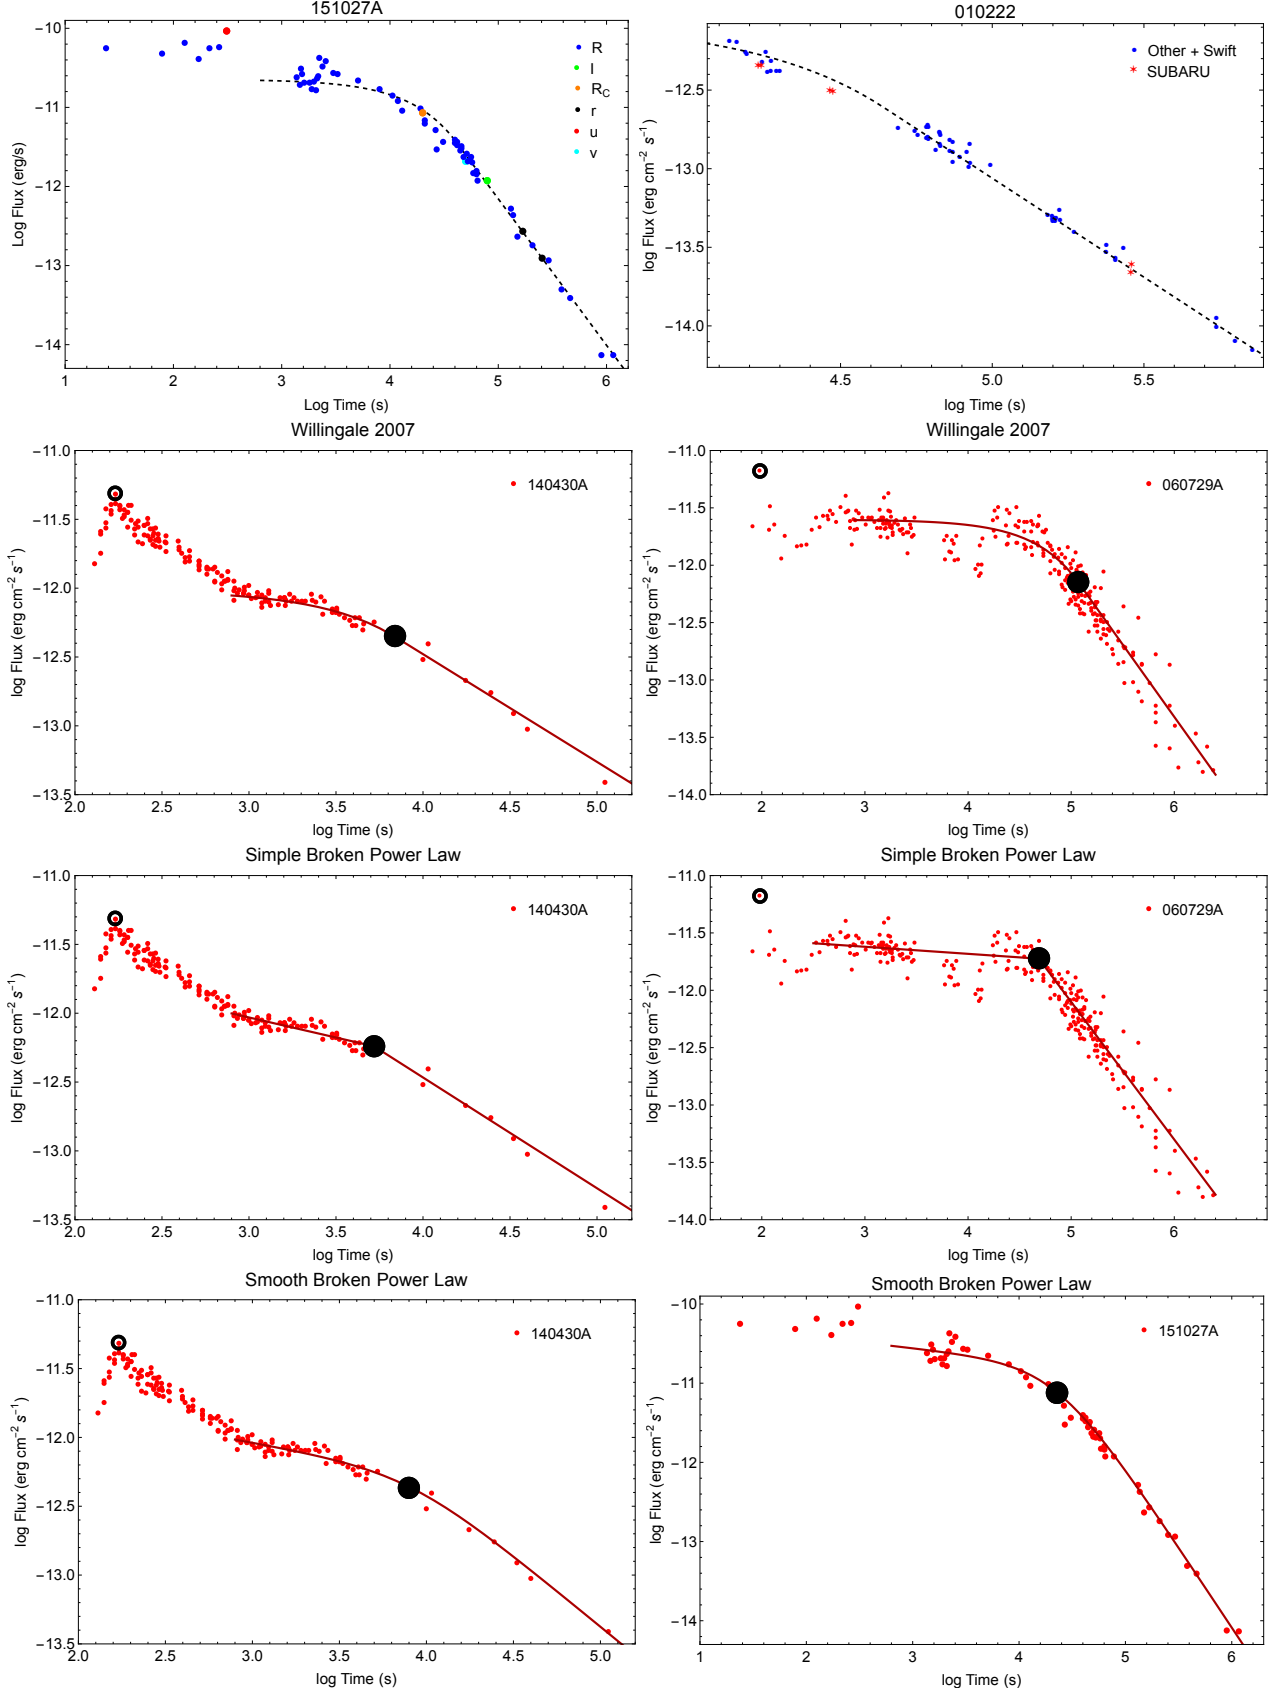 151027A
−10
−11
−12
−13
−14
1 2 3 4 5 6
Log Flux (erg/s)
Log Time (s)
R
I
R_C
r
u
v
010222
−12.5
−13.0
−13.5
−14.0
4.5 5.0 5.5
log Flux (erg cm⁻² s⁻¹)
log Time (s)
Other + Swift
SUBARU
Willingale 2007
−11.0
−11.5
−12.0
−12.5
−13.0
−13.5
2.0 2.5 3.0 3.5 4.0 4.5 5.0
log Flux (erg cm⁻² s⁻¹)
log Time (s)
140430A
Willingale 2007
−11.0
−11.5
−12.0
−12.5
−13.0
−13.5
−14.0
2 3 4 5 6
log Flux (erg cm⁻² s⁻¹)
log Time (s)
060729A
Simple Broken Power Law
−11.0
−11.5
−12.0
−12.5
−13.0
−13.5
2.0 2.5 3.0 3.5 4.0 4.5 5.0
log Flux (erg cm⁻² s⁻¹)
log Time (s)
140430A
Simple Broken Power Law
−11.0
−11.5
−12.0
−12.5
−13.0
−13.5
−14.0
2 3 4 5 6
log Flux (erg cm⁻² s⁻¹)
log Time (s)
060729A
Smooth Broken Power Law
−11.0
−11.5
−12.0
−12.5
−13.0
−13.5
2.0 2.5 3.0 3.5 4.0 4.5 5.0
log Flux (erg cm⁻² s⁻¹)
log Time (s)
140430A
Smooth Broken Power Law
−10
−11
−12
−13
−14
1 2 3 4 5 6
log Flux (erg cm⁻² s⁻¹)
log Time (s)
151027A